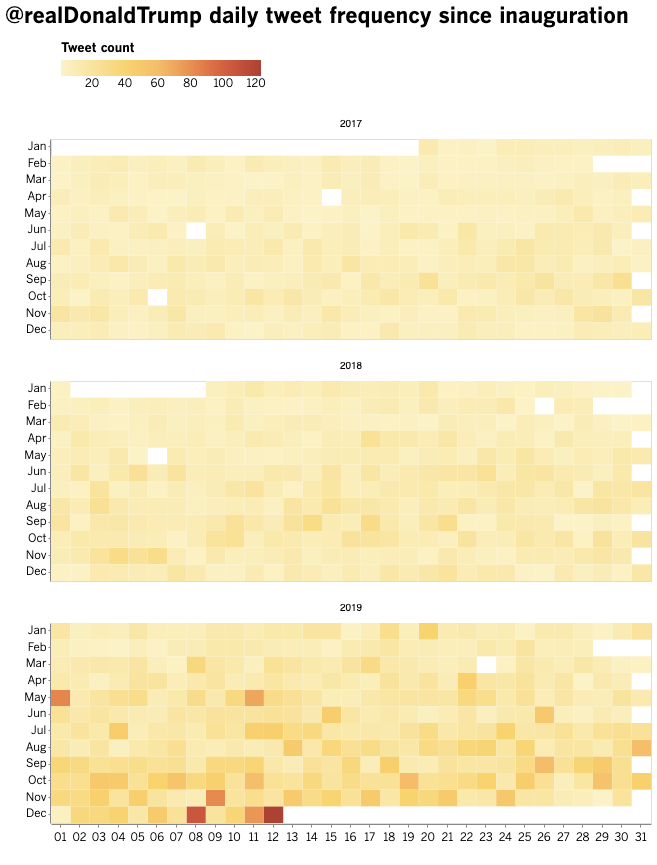 @realDonaldTrump daily tweet frequency since inauguration
Tweet count
20 40 60 80 100 120
2017
Jan
Feb
Mar
Apr
May
Jun
Jul
Aug
Sep
Oct
Nov
Dec
2018
Jan
Feb
Mar
Apr
May
Jun
Jul
Aug
Sep
Oct
Nov
Dec
2019
Jan
Feb
Mar
Apr
May
Jun
Jul
Aug
Sep
Oct
Nov
Dec
01 02 03 04 05 06 07 08 09 10 11 12 13 14 15 16 17 18 19 20 21 22 23 24 25 26 27 28 29 30 31